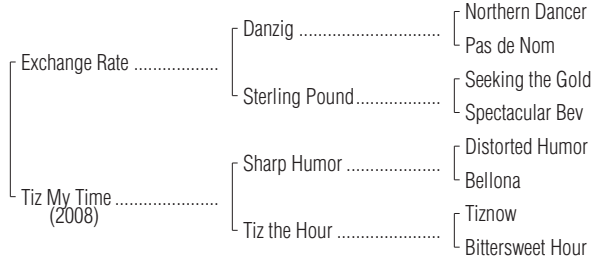 Northern Dancer
Danzig ................................
Pas de Nom
Exchange Rate ...................
Seeking the Gold
Sterling Pound...................
Spectacular Bev
Distorted Humor
Sharp Humor .....................
Bellona
Tiz My Time .......................
(2008)
Tiznow
Tiz the Hour .......................
Bittersweet Hour